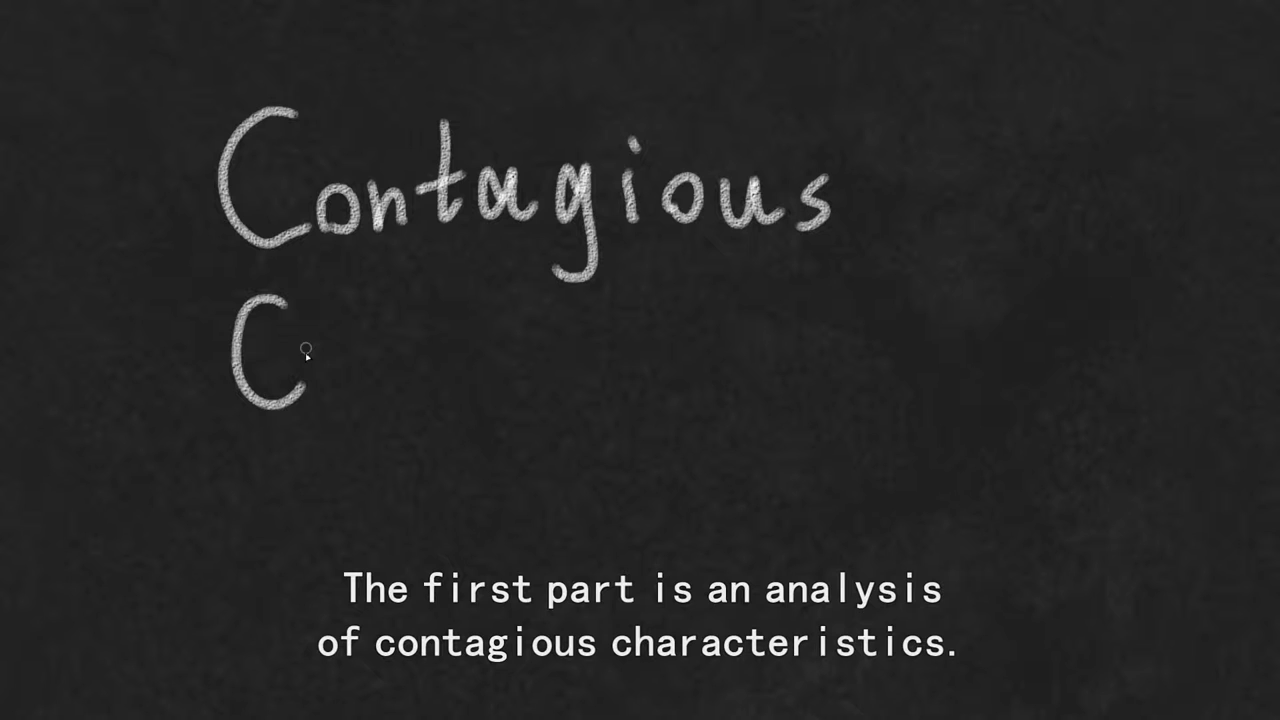 Contagious
C
The first part is an analysis
of contagious characteristics.